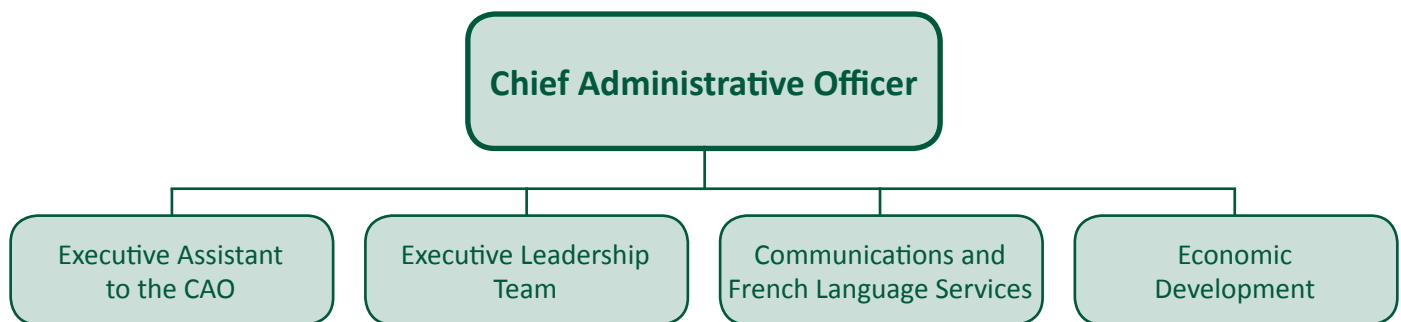 Chief Administrative Officer
Executive Assistant
to the CAO
Executive Leadership
Team
Communications and
French Language Services
Economic
Development